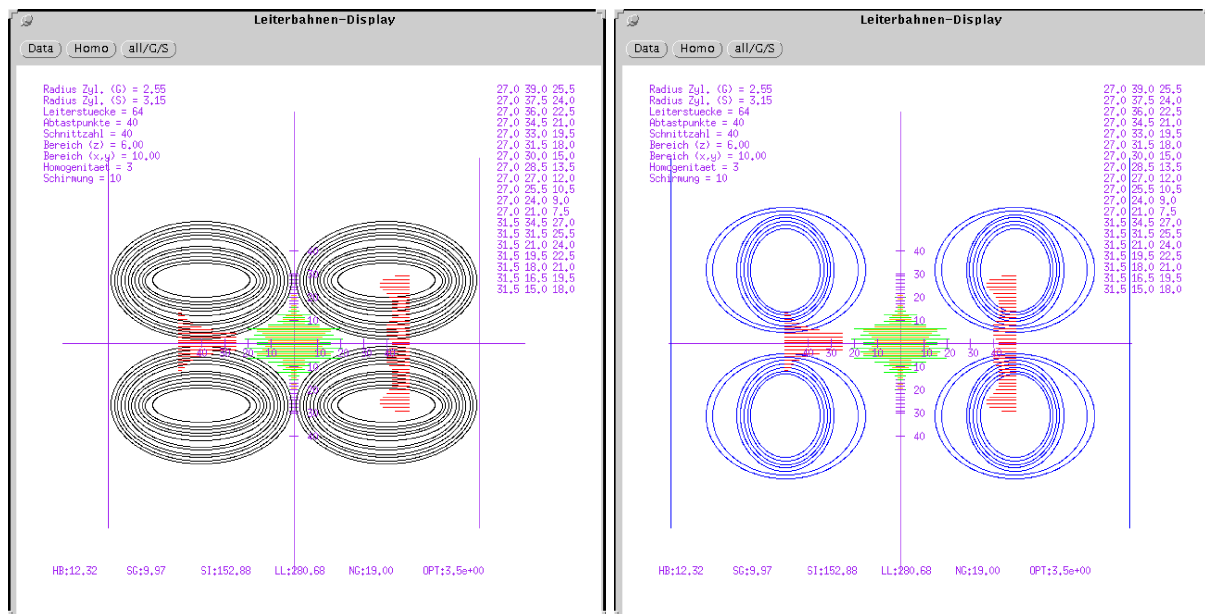 Leiterbahnen-Display
Data Homo all/G/S
Radius Zyl. (G) = 2.55
Radius Zyl. (S) = 3.15
Leiterstuecke = 64
Abtastpunkte = 40
Schnittzahl = 40
Bereich (z) = 6.00
Bereich (x,y) = 10.00
Homogenitaet = 3
Schirmung = 10
27.0 39.0 25.5
27.0 37.5 24.0
27.0 36.0 22.5
27.0 34.5 21.0
27.0 33.0 19.5
27.0 31.5 18.0
27.0 30.0 15.0
27.0 28.5 13.5
27.0 27.0 12.0
27.0 25.5 10.5
27.0 24.0 9.0
27.0 21.0 7.5
31.5 34.5 27.0
31.5 31.5 25.5
31.5 21.0 24.0
31.5 19.5 22.5
31.5 18.0 21.0
31.5 16.5 19.5
31.5 15.0 18.0
40
30
20
10
40 30 20 10 10 20 30 40
10
20
30
40
HB:12.32 SG:9.97 SI:152.88 LL:280.68 NG:19.00 OPT:3.5e+00
Leiterbahnen-Display
Data Homo all/G/S
Radius Zyl. (G) = 2.55
Radius Zyl. (S) = 3.15
Leiterstuecke = 64
Abtastpunkte = 40
Schnittzahl = 40
Bereich (z) = 6.00
Bereich (x,y) = 10.00
Homogenitaet = 3
Schirmung = 10
27.0 39.0 25.5
27.0 37.5 24.0
27.0 36.0 22.5
27.0 34.5 21.0
27.0 33.0 19.5
27.0 31.5 18.0
27.0 30.0 15.0
27.0 28.5 13.5
27.0 27.0 12.0
27.0 25.5 10.5
27.0 24.0 9.0
27.0 21.0 7.5
31.5 34.5 27.0
31.5 31.5 25.5
31.5 21.0 24.0
31.5 19.5 22.5
31.5 18.0 21.0
31.5 16.5 19.5
31.5 15.0 18.0
40
30
20
10
40 30 20 10 10 20 30 40
10
20
30
40
HB:12.32 SG:9.97 SI:152.88 LL:280.68 NG:19.00 OPT:3.5e+00